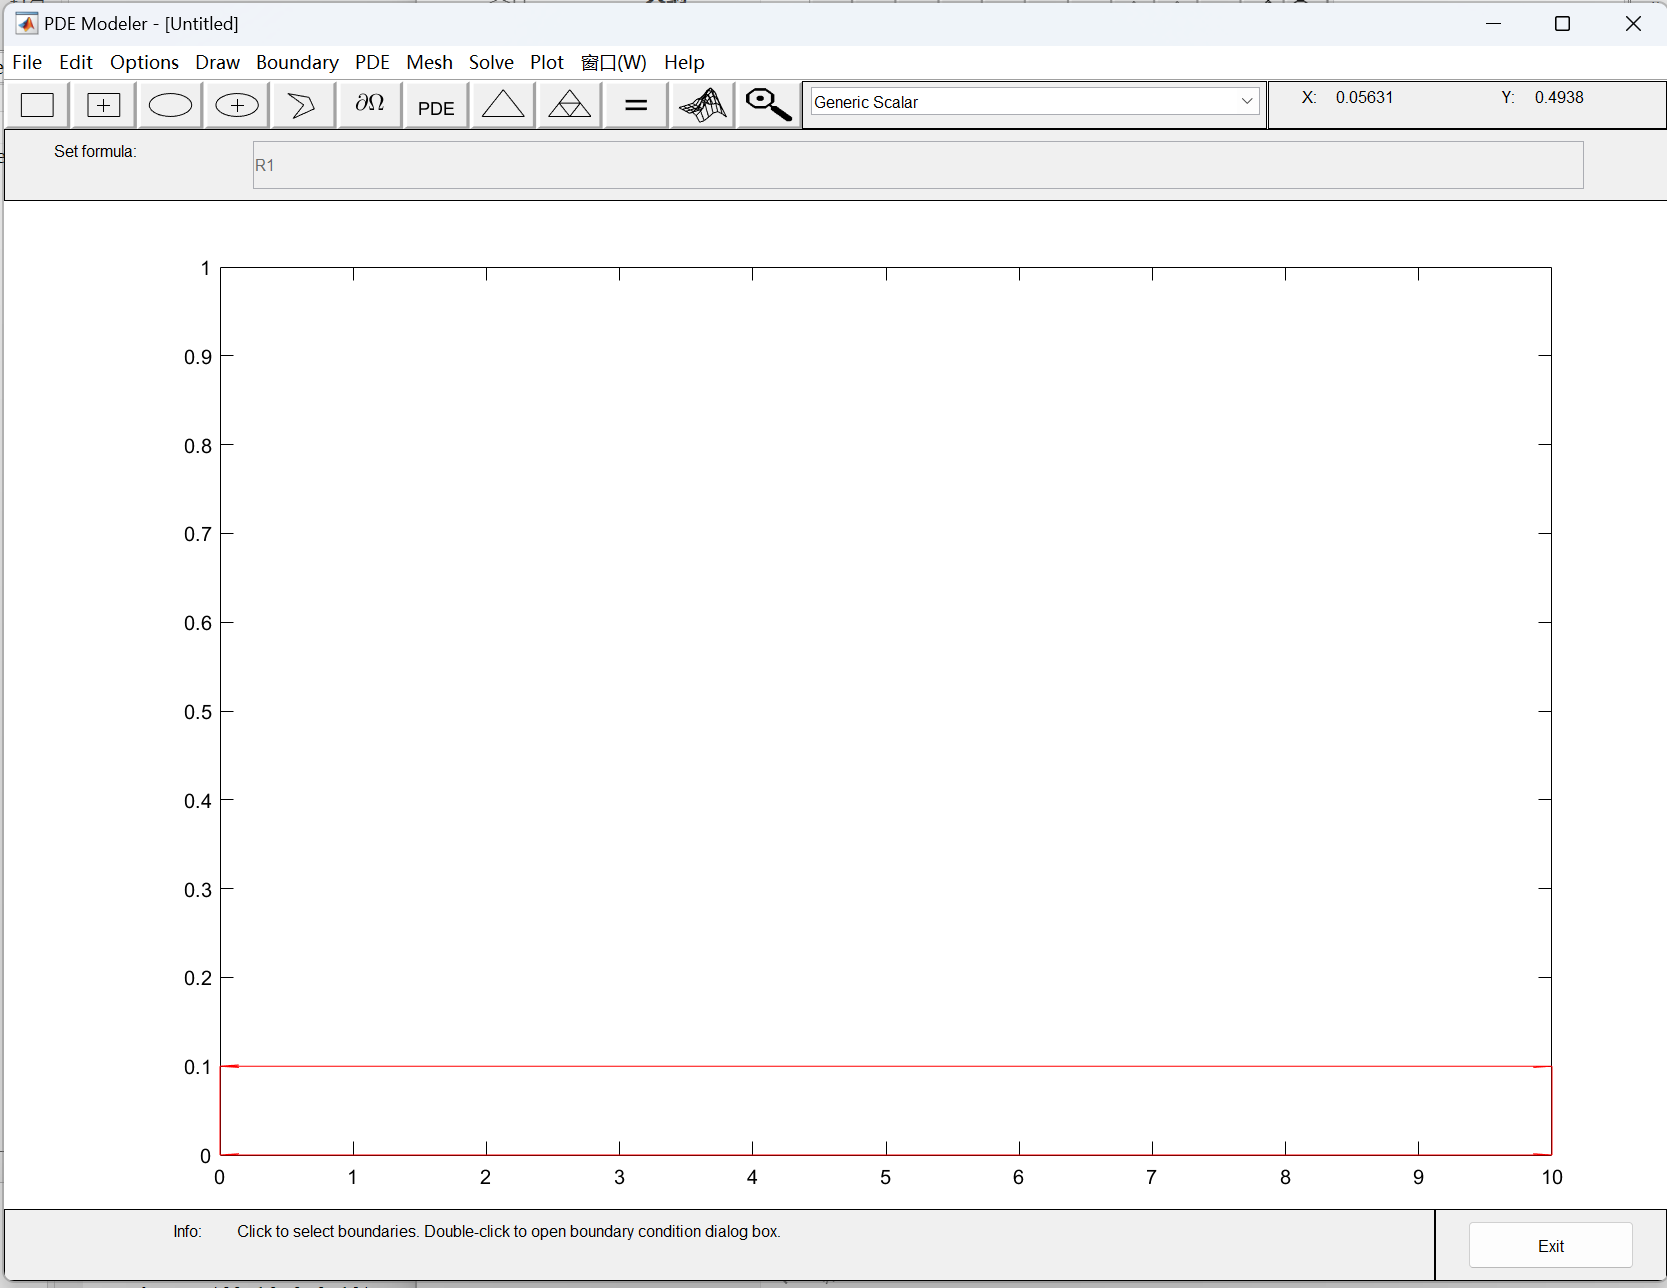 PDE Modeler - [Untitled]
File Edit Options Draw Boundary PDE Mesh Solve Plot 窗口(W) Help
∂Ω PDE = Generic Scalar X: 0.05631 Y: 0.4938
Set formula: R1
1
0.9
0.8
0.7
0.6
0.5
0.4
0.3
0.2
0.1
0
0 1 2 3 4 5 6 7 8 9 10
Info: Click to select boundaries. Double-click to open boundary condition dialog box.
Exit